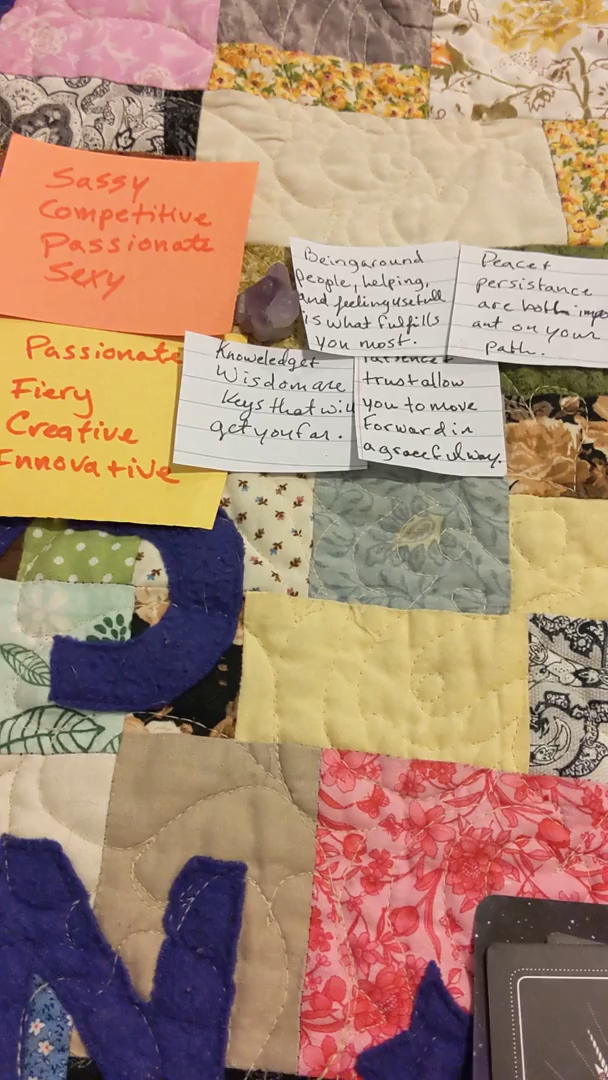 Sassy
Competitive
Passionate
Sexy
Being around
People, helping,
and feeling usefull
is what fulfills
you most.
Peace +
persistance
are both impo
ant on your
path.
Passionate
Fiery
Creative
Innovative
Knoweledge +
Wisdom are
Keys that will
get you far.
trust allow
you to move
Forward in
a graceful way.
N